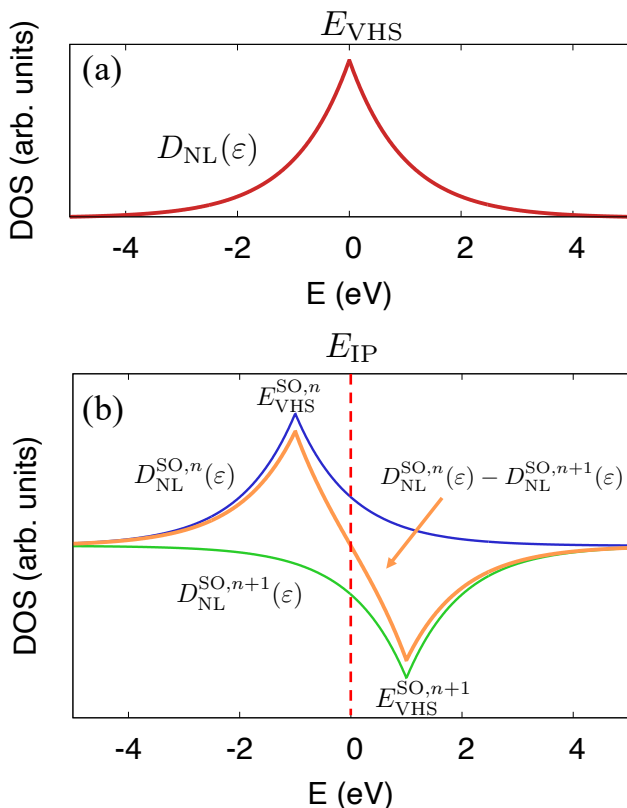 E_VHS
(a)
DOS (arb. units)
D_NL(ε)
-4 -2 0 2 4
E (eV)
E_IP
(b)
E_VHS^SO,n
DOS (arb. units)
D_NL^SO,n(ε)
D_NL^SO,n(ε) − D_NL^SO,n+1(ε)
D_NL^SO,n+1(ε)
E_VHS^SO,n+1
-4 -2 0 2 4
E (eV)